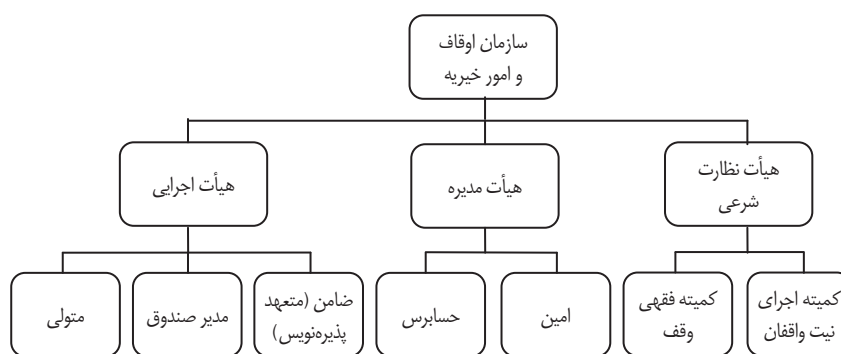 سازمان اوقاف
و امور خیریه
هیأت نظارت
شرعی
هیأت مدیره
هیأت اجرایی
کمیته اجرای
نیت واقفان
کمیته فقهی
وقف
امین
حسابرس
ضامن (متعهد
پذیره‌نویس)
مدیر صندوق
متولی